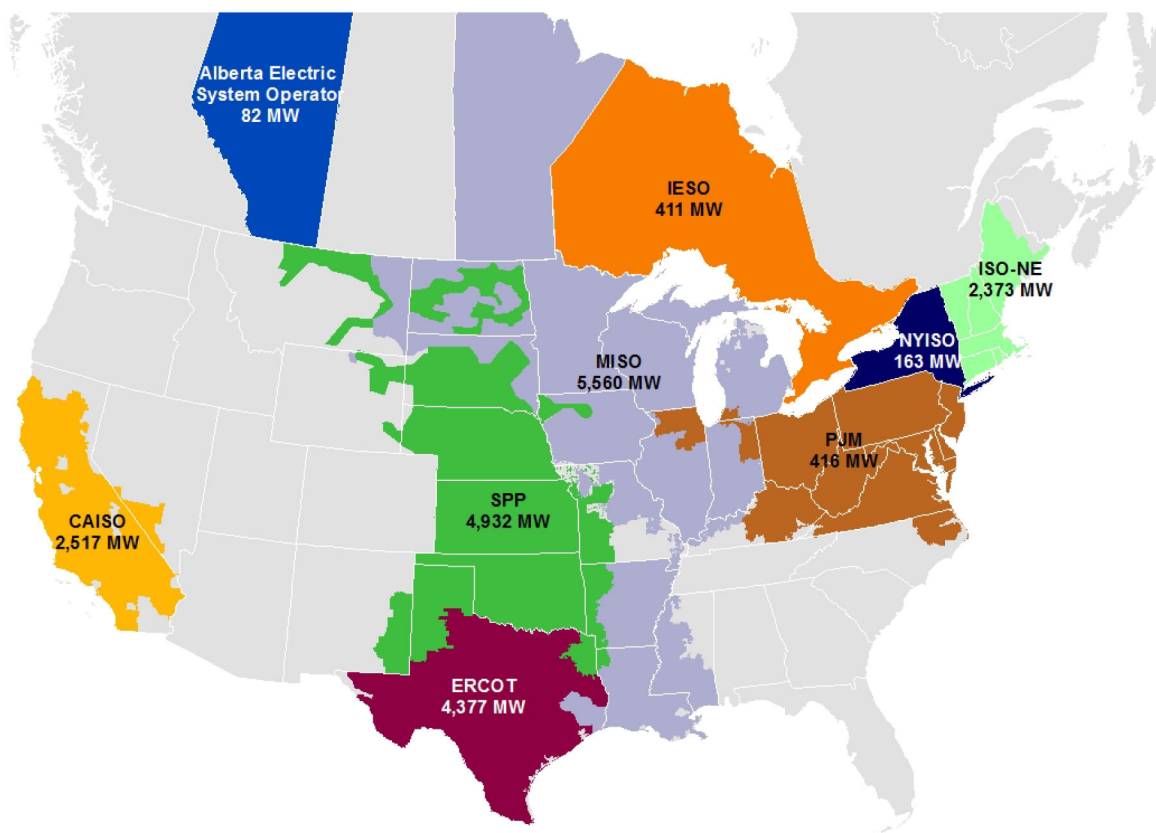 Alberta Electric
System Operator
82 MW
IESO
411 MW
ISO-NE
2,373 MW
NYISO
163 MW
MISO
5,560 MW
PJM
416 MW
SPP
4,932 MW
CAISO
2,517 MW
ERCOT
4,377 MW